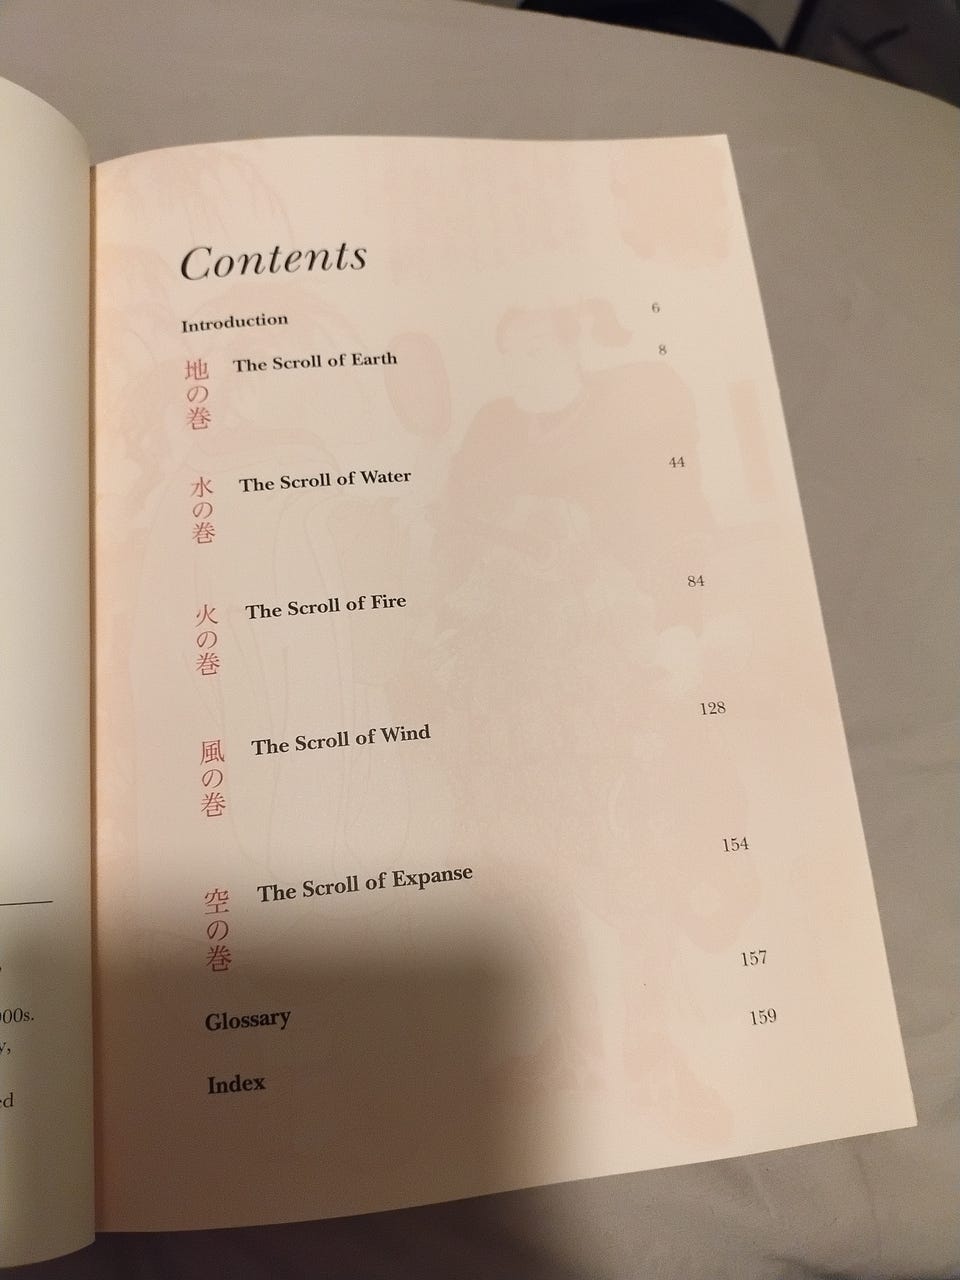 Contents
Introduction 6
地の巻 The Scroll of Earth 8
水の巻 The Scroll of Water 44
火の巻 The Scroll of Fire 84
風の巻 The Scroll of Wind 128
空の巻 The Scroll of Expanse 154
Glossary 157
Index 159
00s.
ed